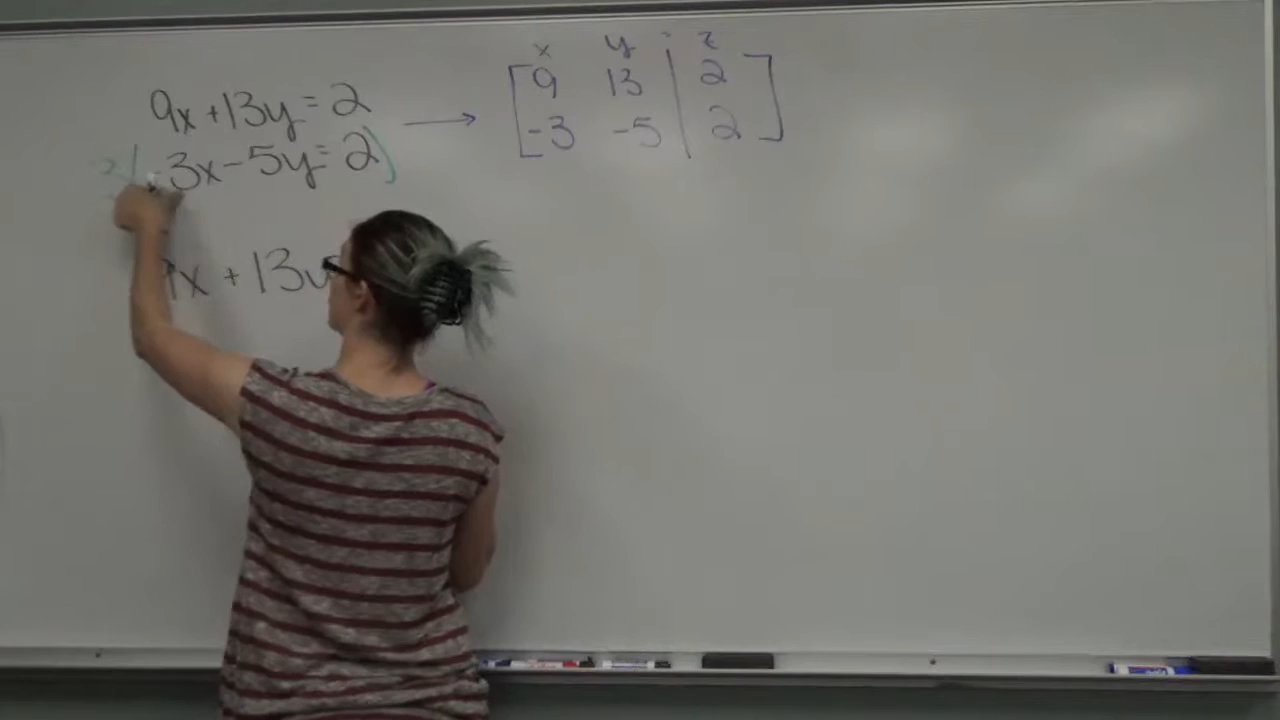 9x + 13y = 2
-3x - 5y = 2)
9x + 13y
x y z
9 13 2
-3 -5 2